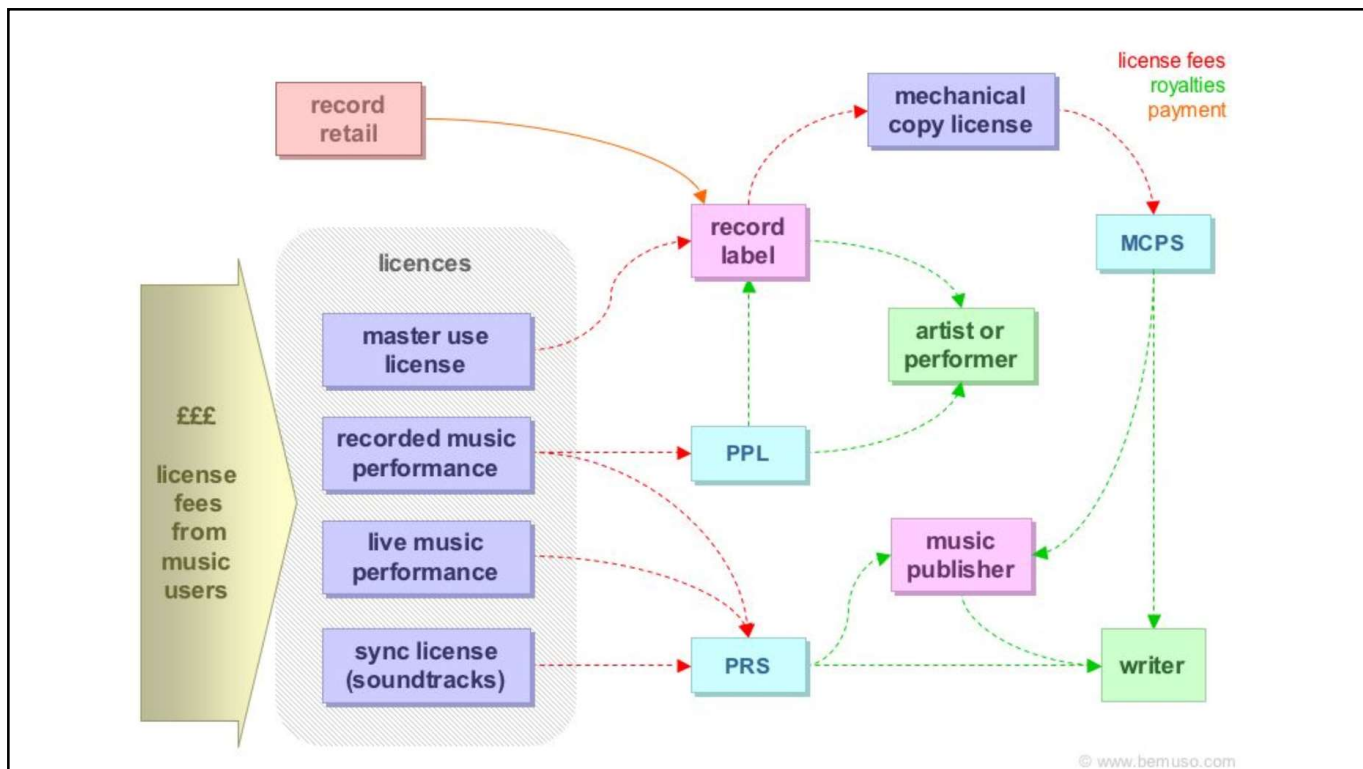 license fees
royalties
payment
record
retail
mechanical
copy license
record
label
MCPS
licences
master use
license
artist or
performer
£££
license
fees
from
music
users
recorded music
performance
PPL
live music
performance
music
publisher
sync license
(soundtracks)
PRS
writer
© www.bemuso.com